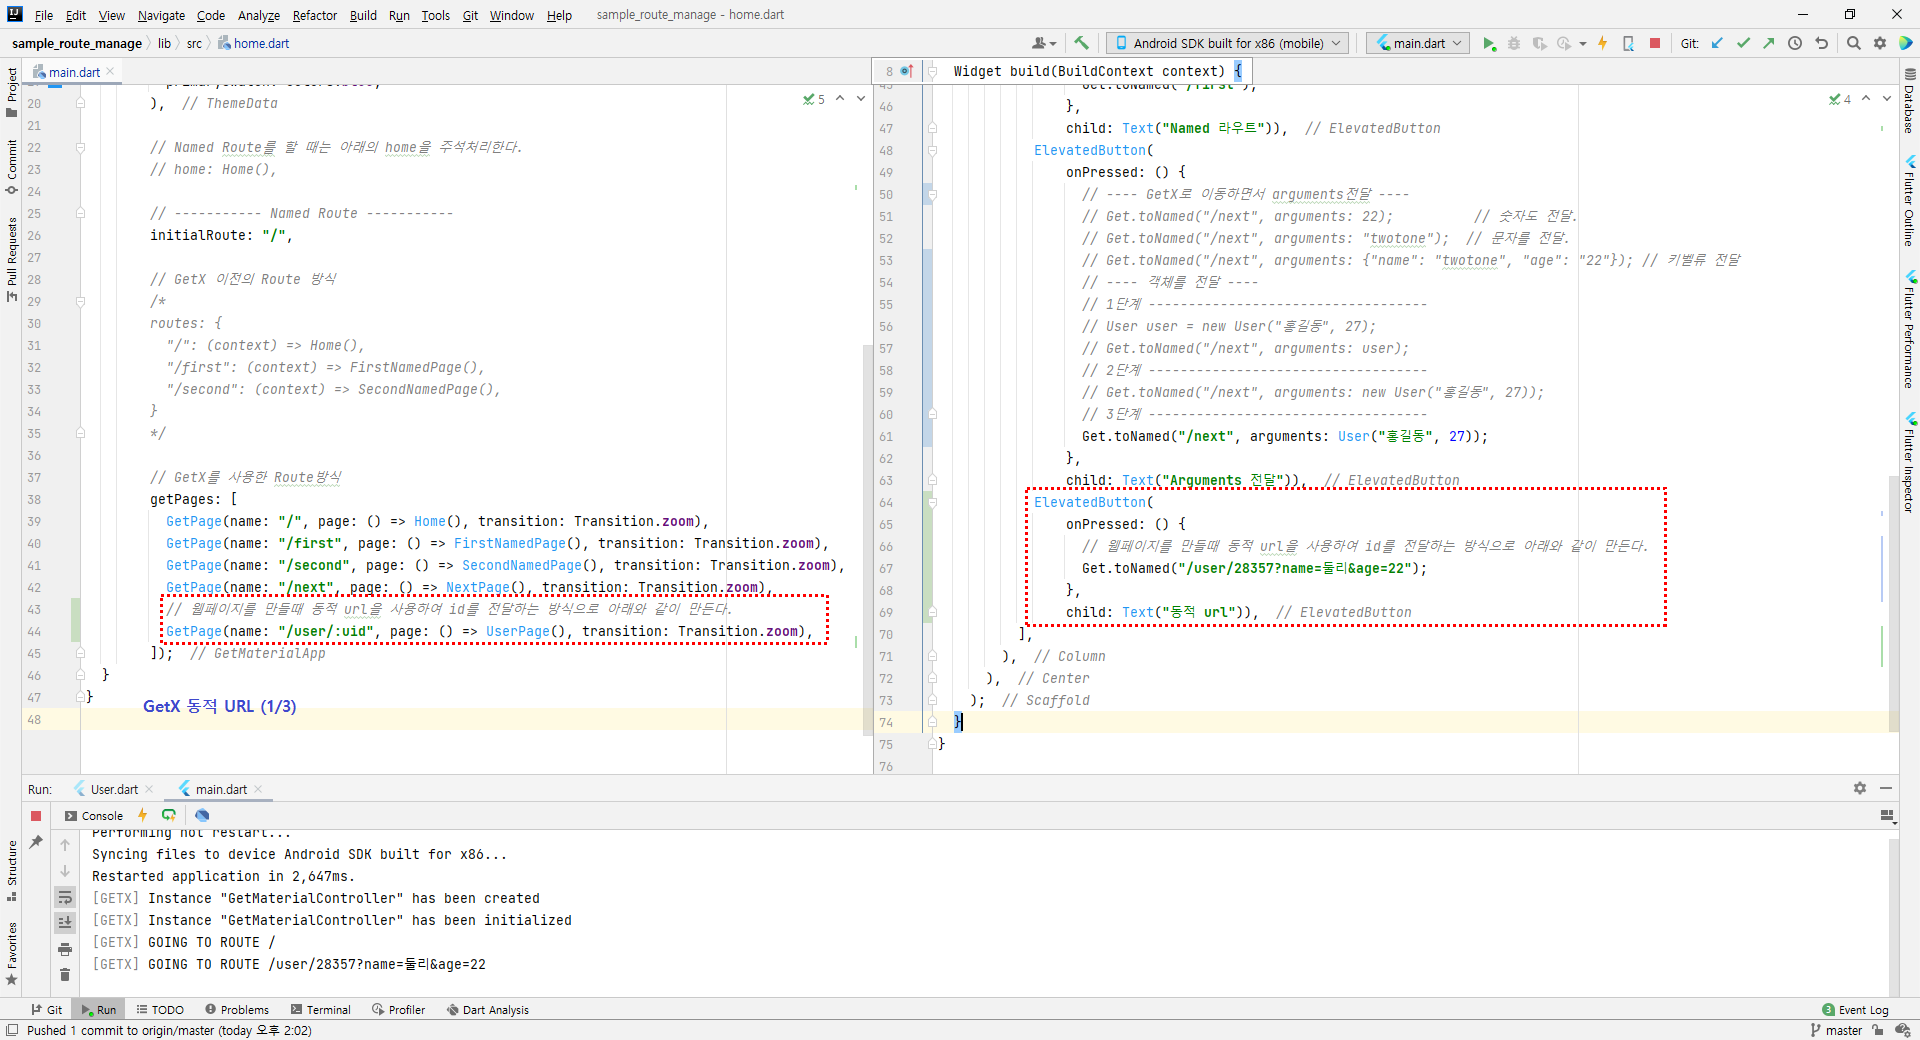 File Edit View Navigate Code Analyze Refactor Build Run Tools Git Window Help sample_route_manage - home.dart
sample_route_manage lib src home.dart
Android SDK built for x86 (mobile) main.dart Git:
main.dart
Project
Commit
Pull Requests
Structure
Favorites
5
20 ), // ThemeData
21
22 // Named Route를 할 때는 아래의 home을 주석처리한다.
23 // home: Home(),
24
25 // ----------- Named Route -----------
26 initialRoute: "/",
27
28 // GetX 이전의 Route 방식
29 /*
30 routes: {
31 "/": (context) => Home(),
32 "/first": (context) => FirstNamedPage(),
33 "/second": (context) => SecondNamedPage(),
34 }
35 */
36
37 // GetX를 사용한 Route방식
38 getPages: [
39 GetPage(name: "/", page: () => Home(), transition: Transition.zoom),
40 GetPage(name: "/first", page: () => FirstNamedPage(), transition: Transition.zoom),
41 GetPage(name: "/second", page: () => SecondNamedPage(), transition: Transition.zoom),
42 GetPage(name: "/next", page: () => NextPage(), transition: Transition.zoom),
43 // 웹페이지를 만들때 동적 url을 사용하여 id를 전달하는 방식으로 아래와 같이 만든다.
44 GetPage(name: "/user/:uid", page: () => UserPage(), transition: Transition.zoom),
45 ]); // GetMaterialApp
46 }
47 }
GetX 동적 URL (1/3)
48
8 Widget build(BuildContext context) {
4
45 Get.toNamed("/first");
46 },
47 child: Text("Named 라우트")), // ElevatedButton
48 ElevatedButton(
49 onPressed: () {
50 // ---- GetX로 이동하면서 arguments전달 ----
51 // Get.toNamed("/next", arguments: 22); // 숫자도 전달.
52 // Get.toNamed("/next", arguments: "twotone"); // 문자를 전달.
53 // Get.toNamed("/next", arguments: {"name": "twotone", "age": "22"}); // 키벨류 전달
54 // ---- 객체를 전달 ----
55 // 1단계 -----------------------------------
56 // User user = new User("홍길동", 27);
57 // Get.toNamed("/next", arguments: user);
58 // 2단계 -----------------------------------
59 // Get.toNamed("/next", arguments: new User("홍길동", 27));
60 // 3단계 -----------------------------------
61 Get.toNamed("/next", arguments: User("홍길동", 27));
62 },
63 child: Text("Arguments 전달")), // ElevatedButton
64 ElevatedButton(
65 onPressed: () {
66 // 웹페이지를 만들때 동적 url을 사용하여 id를 전달하는 방식으로 아래와 같이 만든다.
67 Get.toNamed("/user/28357?name=둘리&age=22");
68 },
69 child: Text("동적 url")), // ElevatedButton
70 ],
71 ), // Column
72 ), // Center
73 ); // Scaffold
74 }
75 }
76
Database
Flutter Outline
Flutter Performance
Flutter Inspector
Run: User.dart main.dart
Console
Performing hot restart...
Syncing files to device Android SDK built for x86...
Restarted application in 2,647ms.
[GETX] Instance "GetMaterialController" has been created
[GETX] Instance "GetMaterialController" has been initialized
[GETX] GOING TO ROUTE /
[GETX] GOING TO ROUTE /user/28357?name=둘리&age=22
Git Run TODO Problems Terminal Profiler Dart Analysis 3 Event Log
Pushed 1 commit to origin/master (today 오후 2:02) master